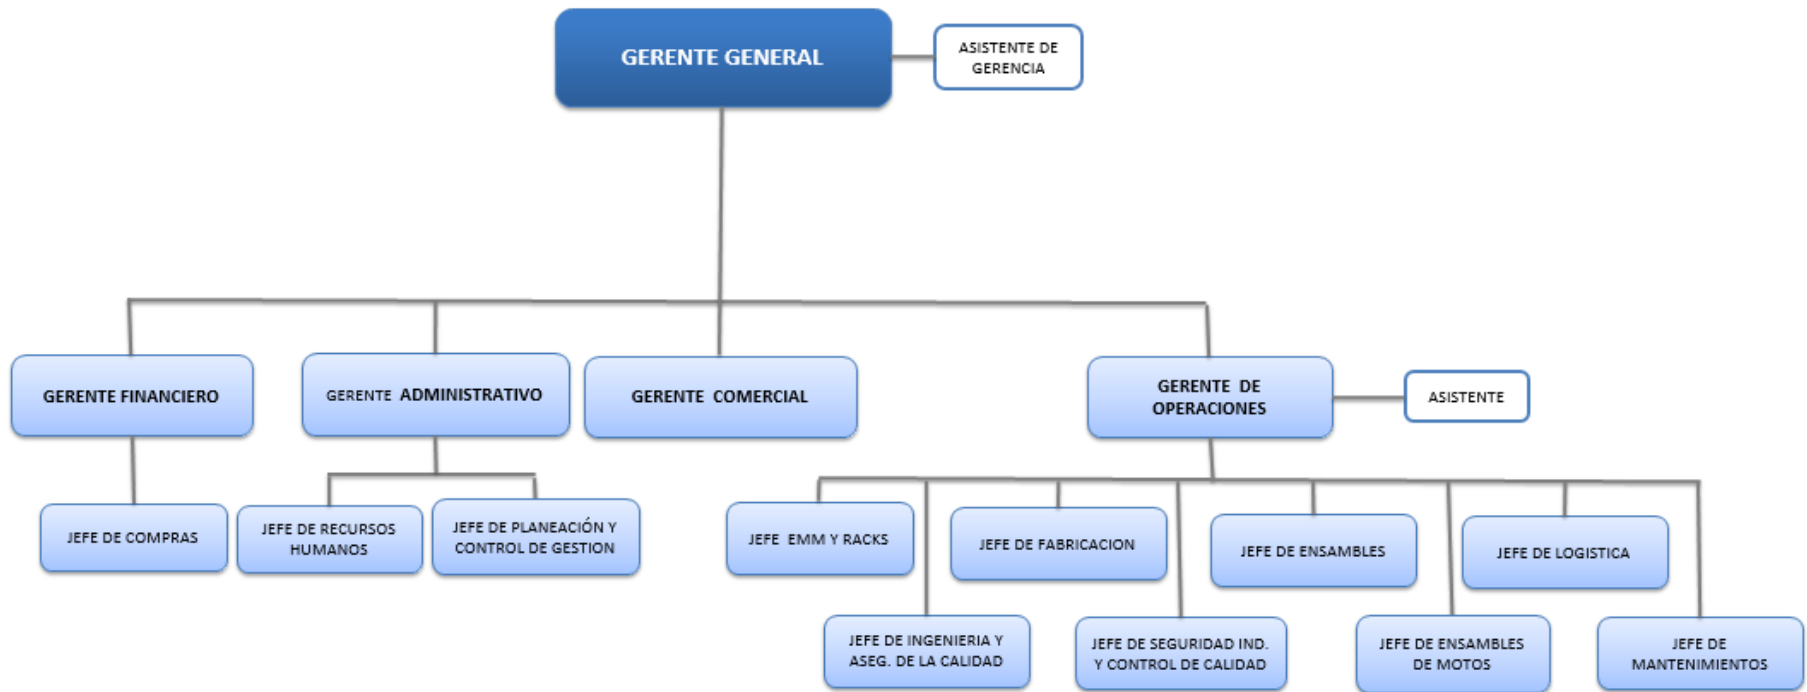 GERENTE GENERAL
ASISTENTE DE
GERENCIA
GERENTE FINANCIERO
GERENTE ADMINISTRATIVO
GERENTE COMERCIAL
GERENTE DE
OPERACIONES
ASISTENTE
JEFE DE COMPRAS
JEFE DE RECURSOS
HUMANOS
JEFE DE PLANEACIÓN Y
CONTROL DE GESTION
JEFE EMM Y RACKS
JEFE DE FABRICACION
JEFE DE ENSAMBLES
JEFE DE LOGISTICA
JEFE DE INGENIERIA Y
ASEG. DE LA CALIDAD
JEFE DE SEGURIDAD IND.
Y CONTROL DE CALIDAD
JEFE DE ENSAMBLES
DE MOTOS
JEFE DE
MANTENIMIENTOS